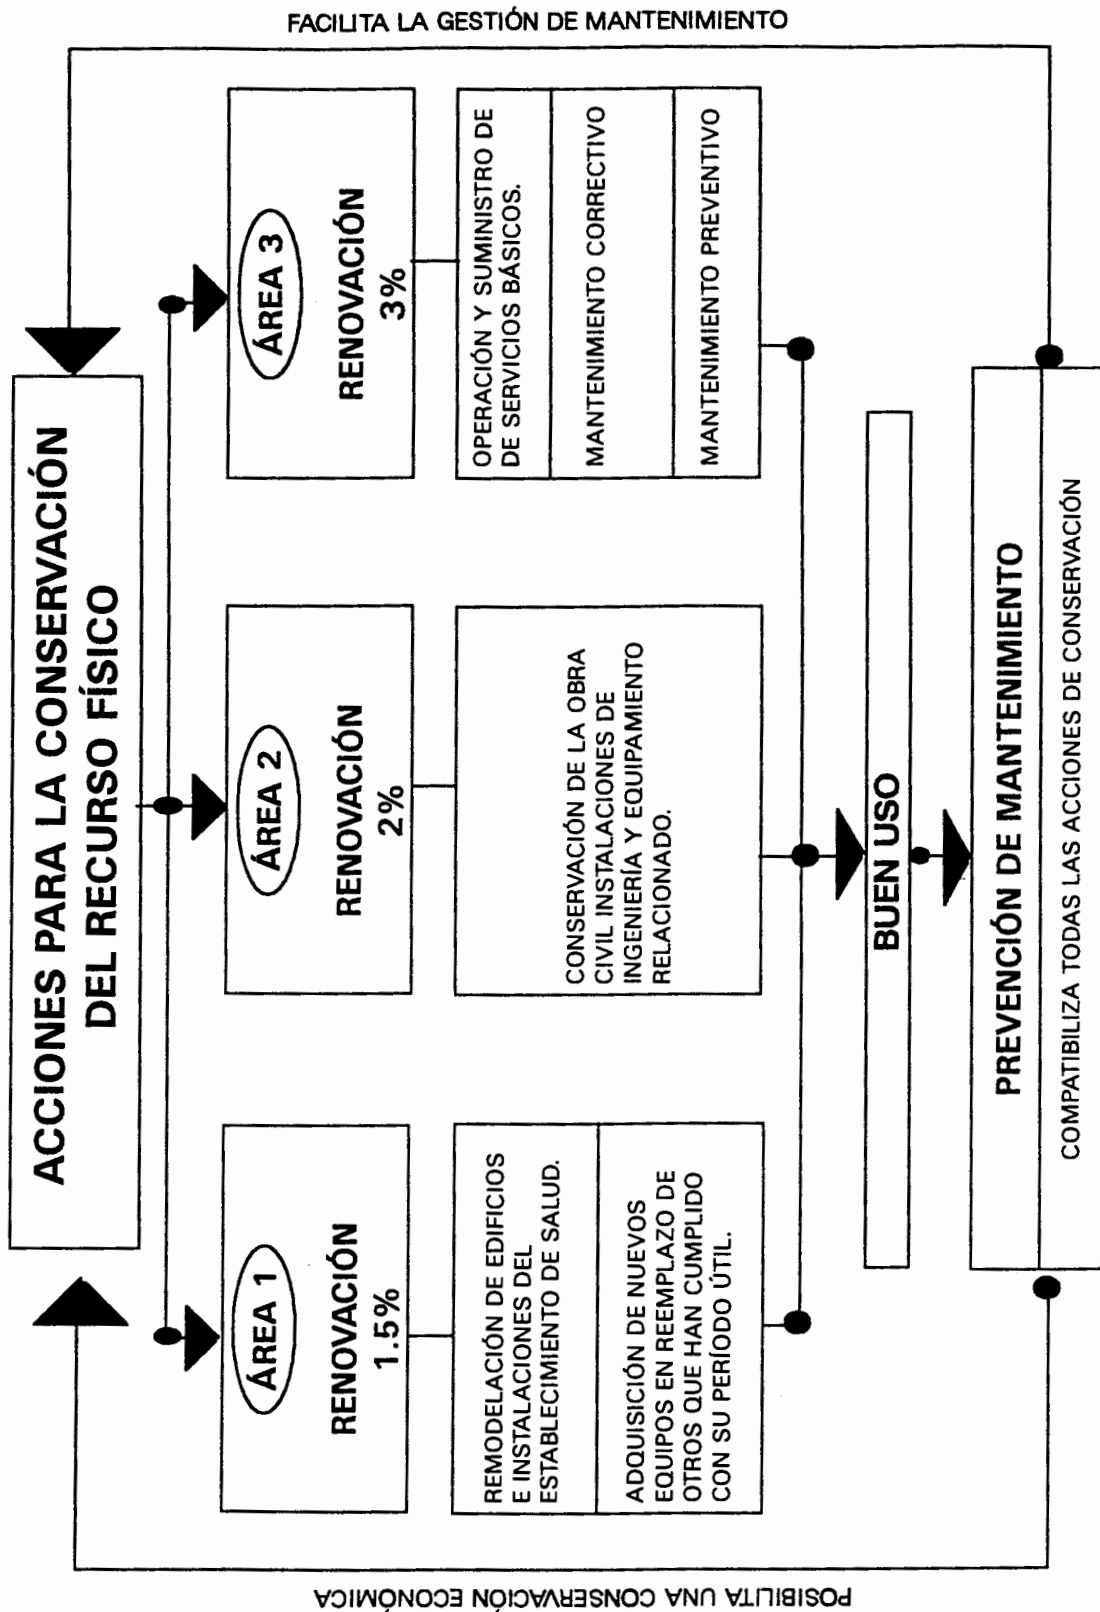 FACILITA LA GESTIÓN DE MANTENIMIENTO
ACCIONES PARA LA CONSERVACIÓN
DEL RECURSO FÍSICO
ÁREA 1
RENOVACIÓN
1.5%
REMODELACIÓN DE EDIFICIOS
E INSTALACIONES DEL
ESTABLECIMIENTO DE SALUD.
ADQUISICIÓN DE NUEVOS
EQUIPOS EN REEMPLAZO DE
OTROS QUE HAN CUMPLIDO
CON SU PERÍODO ÚTIL.
ÁREA 2
RENOVACIÓN
2%
CONSERVACIÓN DE LA OBRA
CIVIL INSTALACIONES DE
INGENIERÍA Y EQUIPAMIENTO
RELACIONADO.
ÁREA 3
RENOVACIÓN
3%
OPERACIÓN Y SUMINISTRO DE
DE SERVICIOS BÁSICOS.
MANTENIMIENTO CORRECTIVO
MANTENIMIENTO PREVENTIVO
BUEN USO
PREVENCIÓN DE MANTENIMIENTO
COMPATIBILIZA TODAS LAS ACCIONES DE CONSERVACIÓN
POSIBILITA UNA CONSERVACIÓN ECONÓMICA